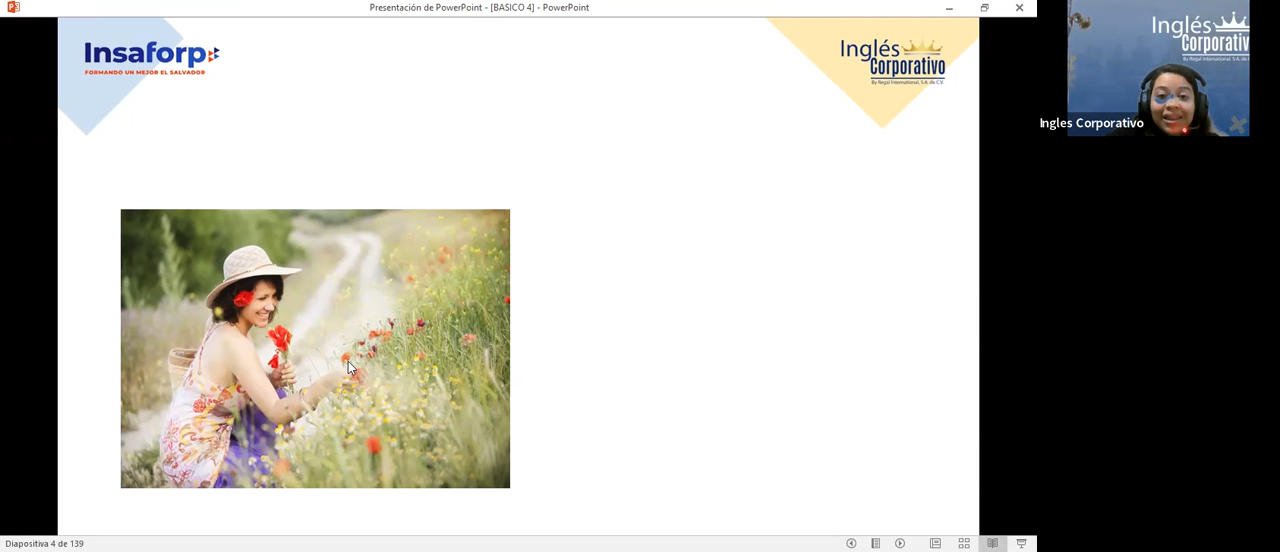 Presentación de PowerPoint - [BASICO 4] - PowerPoint
Insaforp
FORMANDO UN MEJOR EL SALVADOR
Inglés
Corporativo
By Regal International, S.A. de C.V.
Inglés
Corporativ
By Regal International, S.A. de C.V.
Ingles Corporativo
Diapositiva 4 de 139